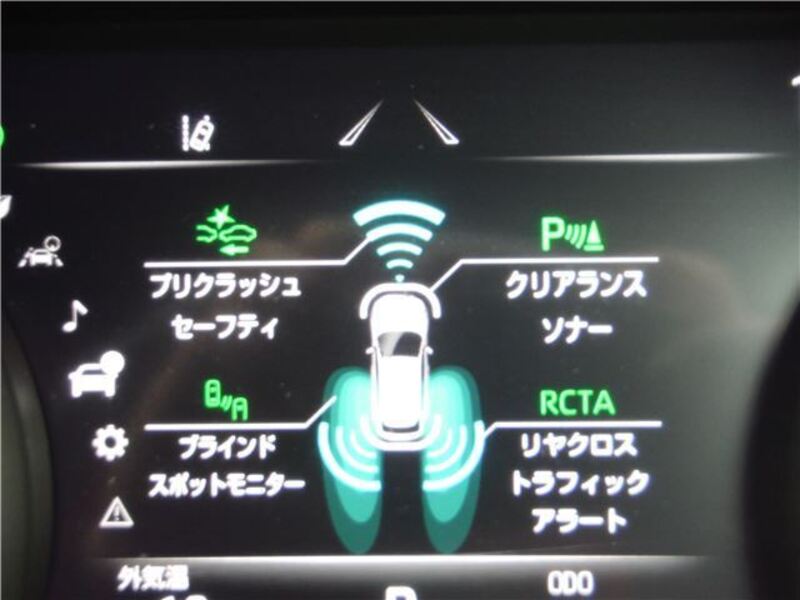 P
プリクラッシュ
セーフティ
クリアランス
ソナー
ブラインド
スポットモニター
RCTA
リヤクロス
トラフィック
アラート
外気温
ODO